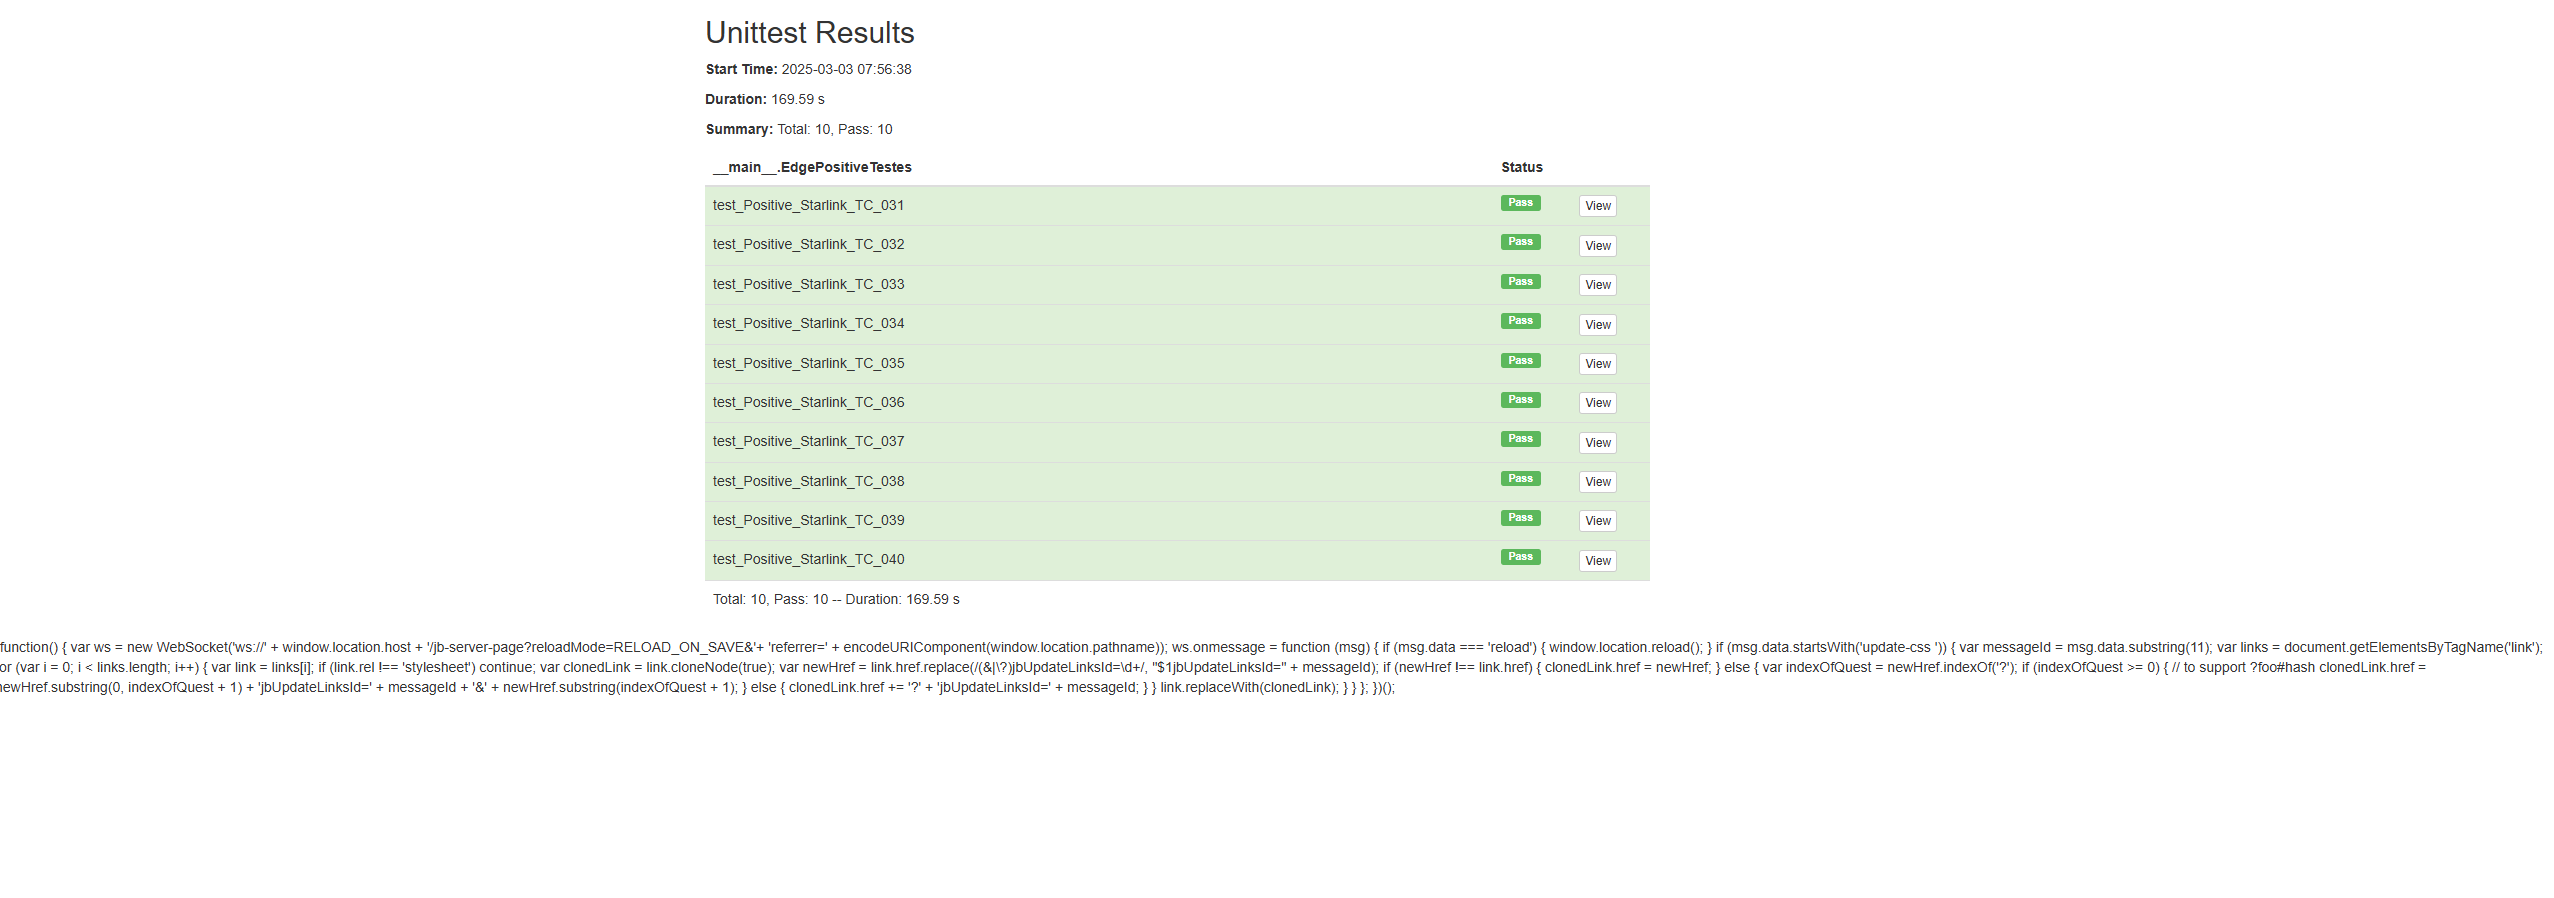 Unittest Results
Start Time: 2025-03-03 07:56:38
Duration: 169.59 s
Summary: Total: 10, Pass: 10
__main__.EdgePositiveTestes Status
test_Positive_Starlink_TC_031 Pass View
test_Positive_Starlink_TC_032 Pass View
test_Positive_Starlink_TC_033 Pass View
test_Positive_Starlink_TC_034 Pass View
test_Positive_Starlink_TC_035 Pass View
test_Positive_Starlink_TC_036 Pass View
test_Positive_Starlink_TC_037 Pass View
test_Positive_Starlink_TC_038 Pass View
test_Positive_Starlink_TC_039 Pass View
test_Positive_Starlink_TC_040 Pass View
Total: 10, Pass: 10 -- Duration: 169.59 s
function() { var ws = new WebSocket('ws://' + window.location.host + '/jb-server-page?reloadMode=RELOAD_ON_SAVE&'+ 'referrer=' + encodeURIComponent(window.location.pathname)); ws.onmessage = function (msg) { if (msg.data === 'reload') { window.location.reload(); } if (msg.data.startsWith('update-css ')) { var messageId = msg.data.substring(11); var links = document.getElementsByTagName('link');
or (var i = 0; i < links.length; i++) { var link = links[i]; if (link.rel !== 'stylesheet') continue; var clonedLink = link.cloneNode(true); var newHref = link.href.replace(/(&|\?)jbUpdateLinksId=\d+/, "$1jbUpdateLinksId=" + messageId); if (newHref !== link.href) { clonedLink.href = newHref; } else { var indexOfQuest = newHref.indexOf('?'); if (indexOfQuest >= 0) { // to support ?foo#hash clonedLink.href =
newHref.substring(0, indexOfQuest + 1) + 'jbUpdateLinksId=' + messageId + '&' + newHref.substring(indexOfQuest + 1); } else { clonedLink.href += '?' + 'jbUpdateLinksId=' + messageId; } } link.replaceWith(clonedLink); } } }; })();